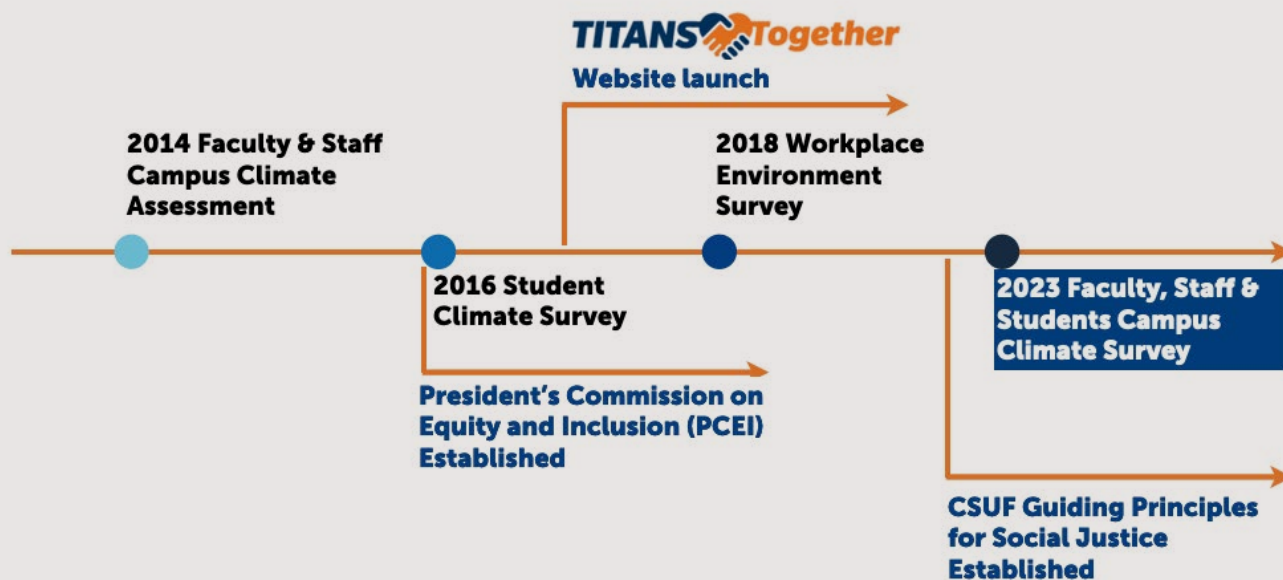 TITANS Together
Website launch
2014 Faculty & Staff
Campus Climate
Assessment
2018 Workplace
Environment
Survey
2016 Student
Climate Survey
2023 Faculty, Staff &
Students Campus
Climate Survey
President's Commission on
Equity and Inclusion (PCEI)
Established
CSUF Guiding Principles
for Social Justice
Established